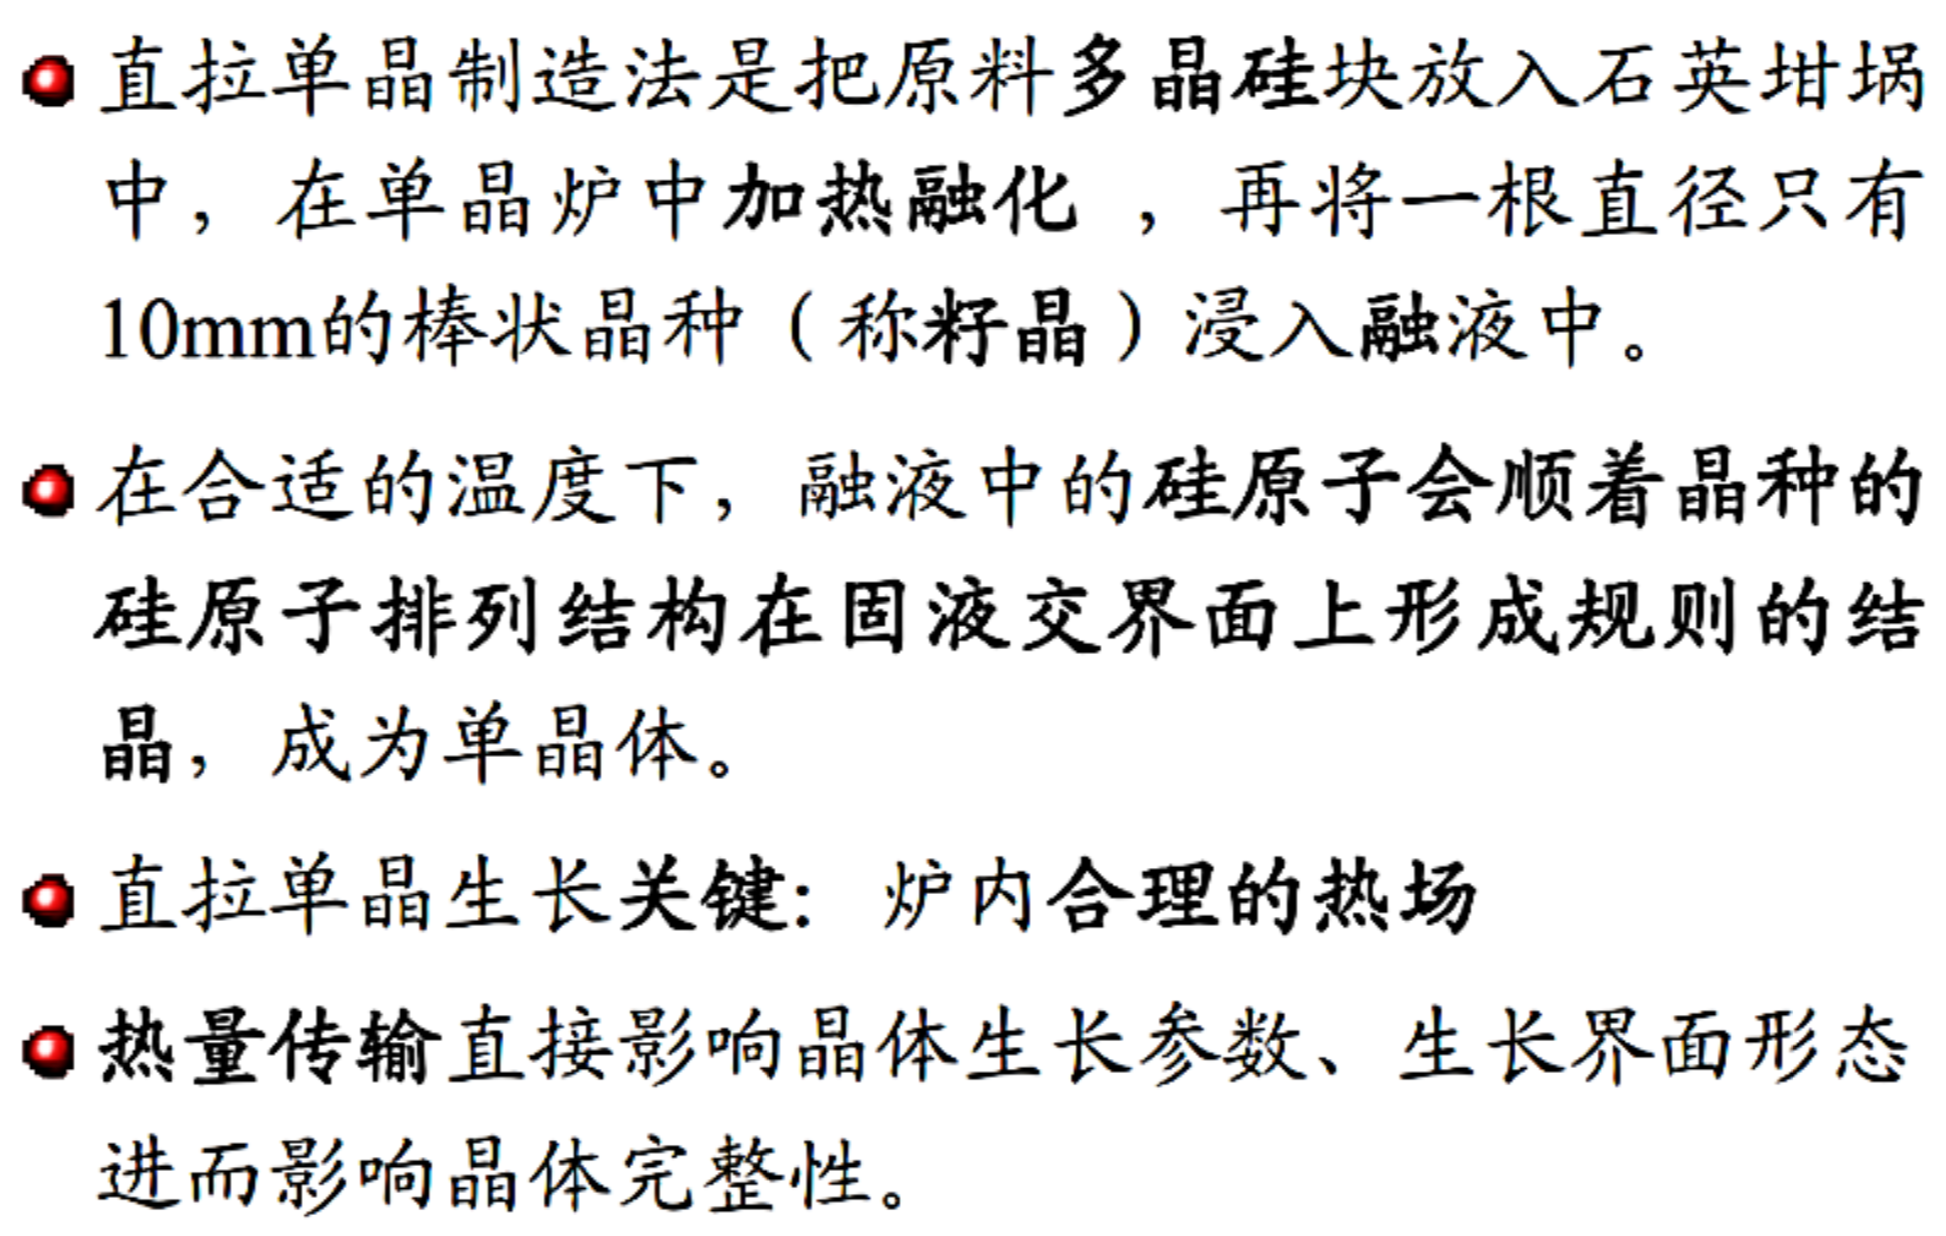 直拉单晶制造法是把原料多晶硅块放入石英坩埚
中，在单晶炉中加热融化 ，再将一根直径只有
10mm的棒状晶种（称籽晶）浸入融液中。
在合适的温度下，融液中的硅原子会顺着晶种的
硅原子排列结构在固液交界面上形成规则的结
晶，成为单晶体。
直拉单晶生长关键： 炉内合理的热场
热量传输直接影响晶体生长参数、生长界面形态
进而影响晶体完整性。